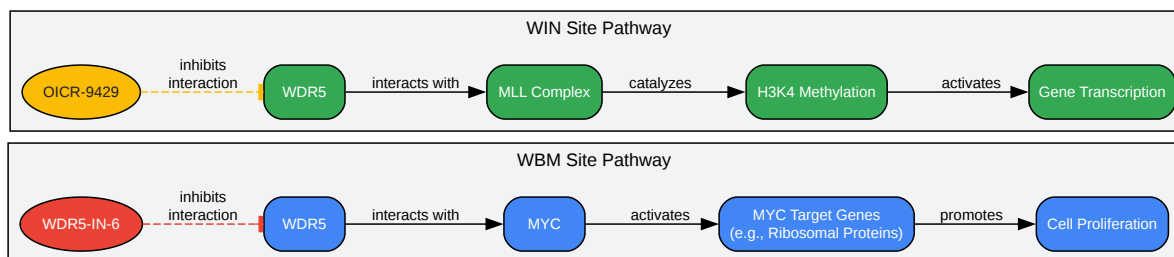 WIN Site Pathway
inhibits
interaction
OICR-9429
WDR5
interacts with
MLL Complex
catalyzes
H3K4 Methylation
activates
Gene Transcription
WBM Site Pathway
inhibits
interaction
WDR5-IN-6
WDR5
interacts with
MYC
activates
MYC Target Genes
(e.g., Ribosomal Proteins)
promotes
Cell Proliferation